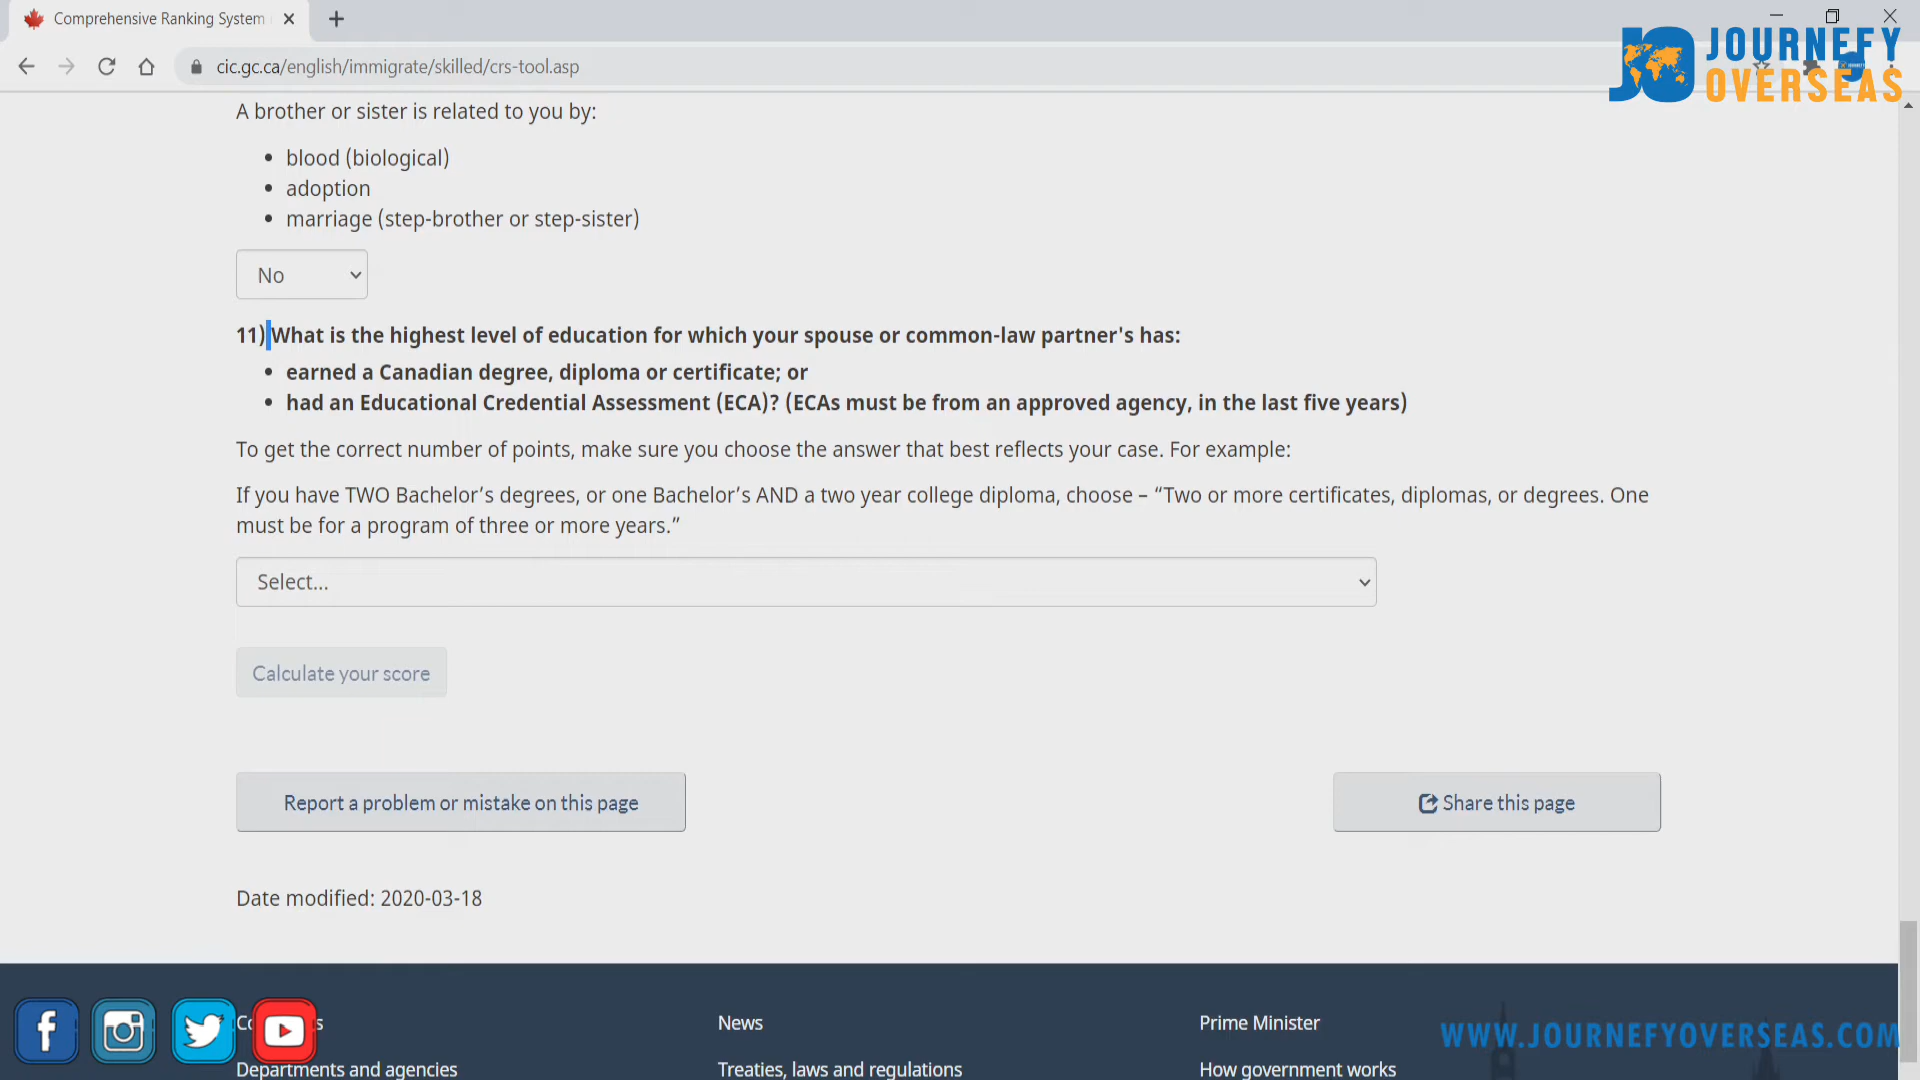 Comprehensive Ranking System
cic.gc.ca/english/immigrate/skilled/crs-tool.asp
JOURNEFY
OVERSEAS
A brother or sister is related to you by:
• blood (biological)
• adoption
• marriage (step-brother or step-sister)
No
11) What is the highest level of education for which your spouse or common-law partner's has:
• earned a Canadian degree, diploma or certificate; or
• had an Educational Credential Assessment (ECA)? (ECAs must be from an approved agency, in the last five years)
To get the correct number of points, make sure you choose the answer that best reflects your case. For example:
If you have TWO Bachelor’s degrees, or one Bachelor’s AND a two year college diploma, choose – “Two or more certificates, diplomas, or degrees. One
must be for a program of three or more years.”
Select...
Calculate your score
Report a problem or mistake on this page
Share this page
Date modified: 2020-03-18
News
Prime Minister
WWW.JOURNEFYOVERSEAS.COM
Departments and agencies
Treaties, laws and regulations
How government works